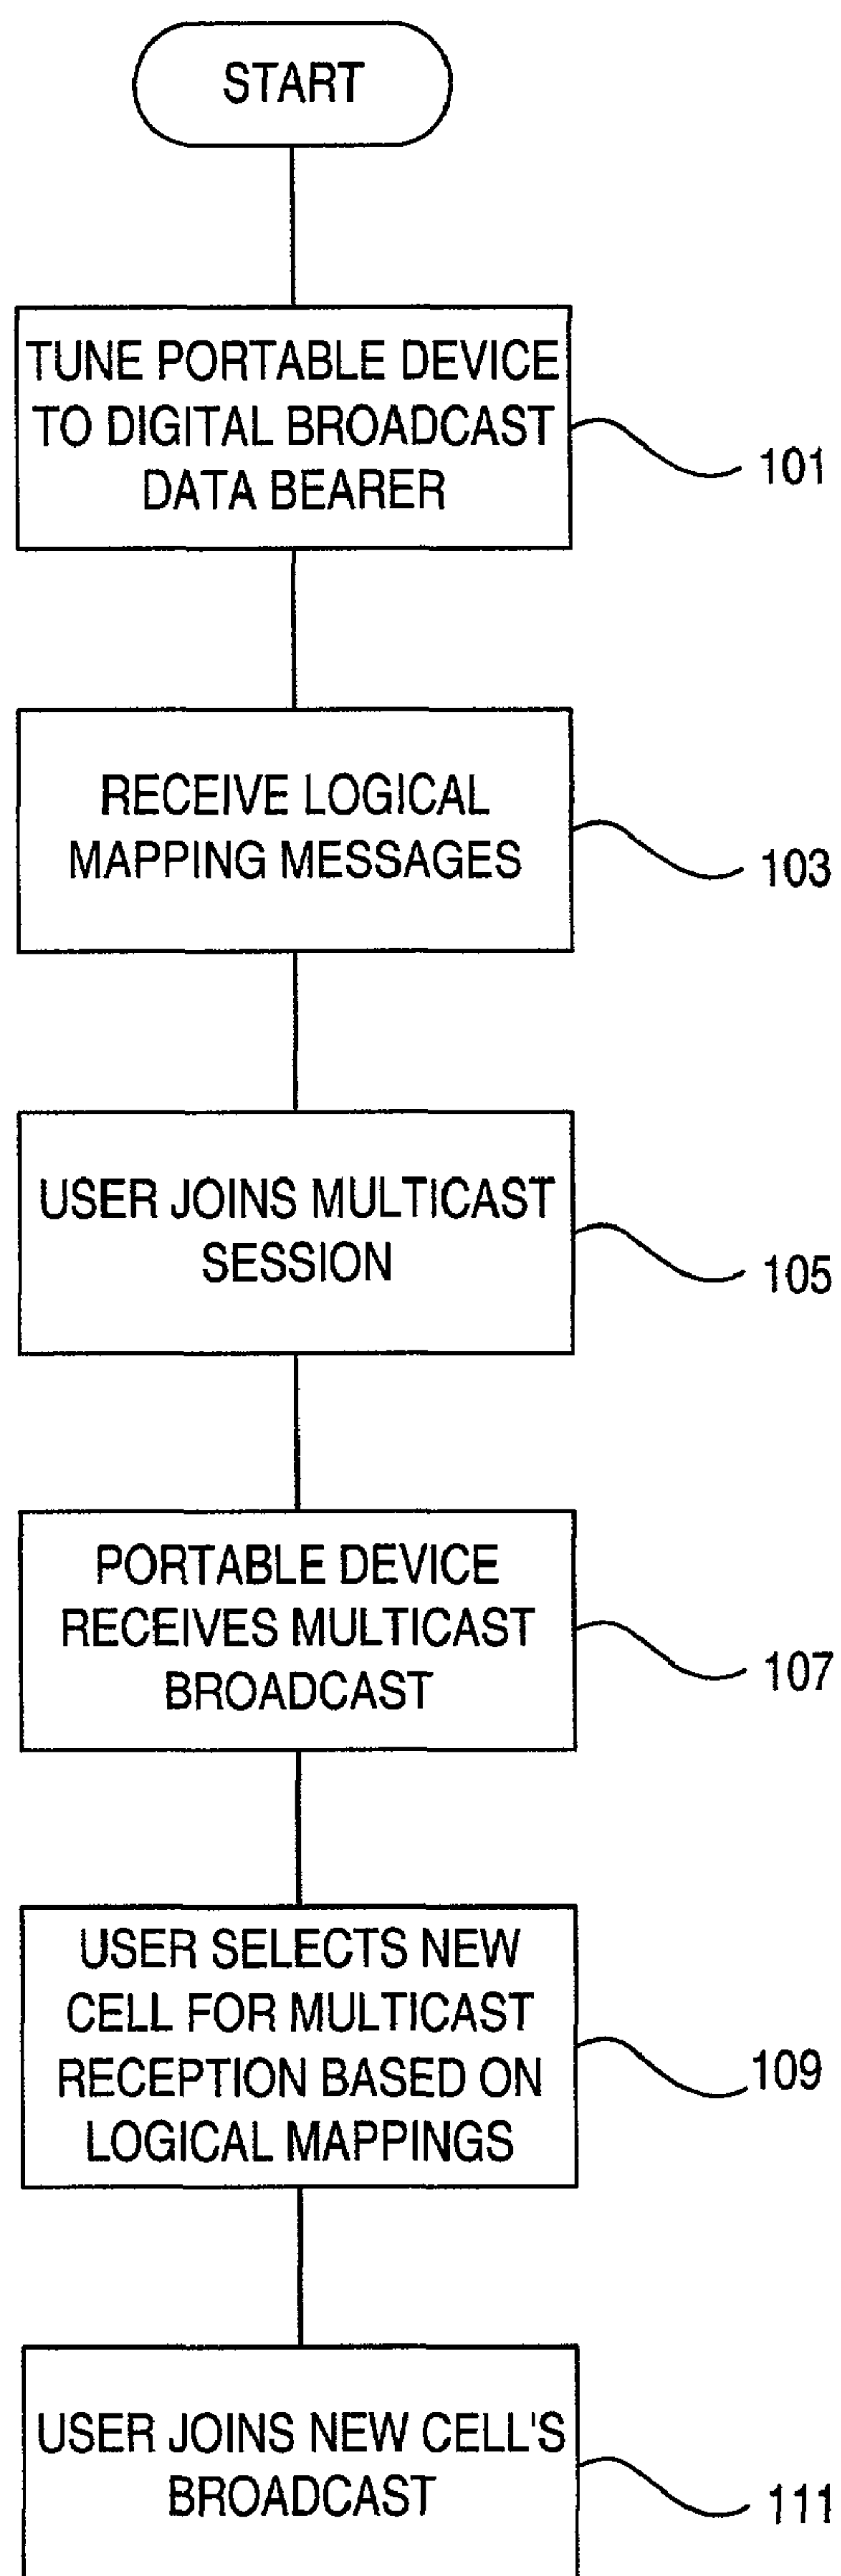 START
TUNE PORTABLE DEVICE
TO DIGITAL BROADCAST
DATA BEARER
101
RECEIVE LOGICAL
MAPPING MESSAGES
103
USER JOINS MULTICAST
SESSION
105
PORTABLE DEVICE
RECEIVES MULTICAST
BROADCAST
107
USER SELECTS NEW
CELL FOR MULTICAST
RECEPTION BASED ON
LOGICAL MAPPINGS
109
USER JOINS NEW CELL'S
BROADCAST
111